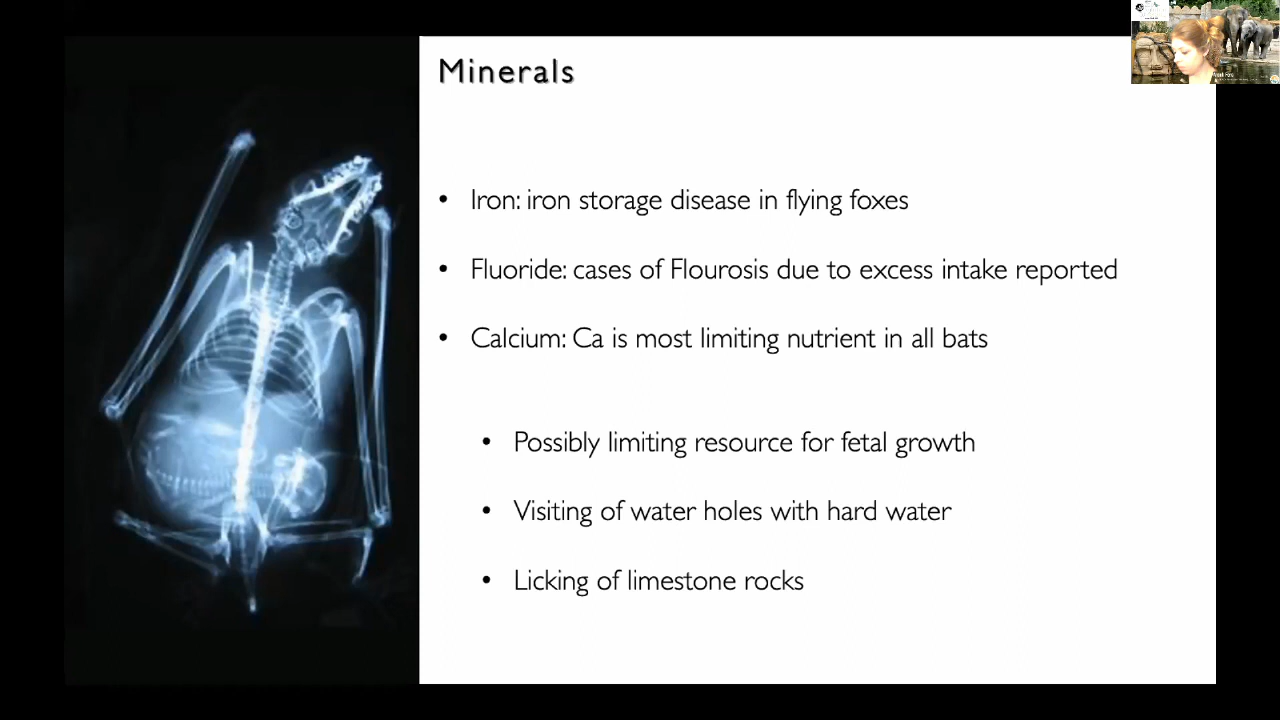 Minerals
• Iron: iron storage disease in flying foxes
• Fluoride: cases of Flourosis due to excess intake reported
• Calcium: Ca is most limiting nutrient in all bats
• Possibly limiting resource for fetal growth
• Visiting of water holes with hard water
• Licking of limestone rocks